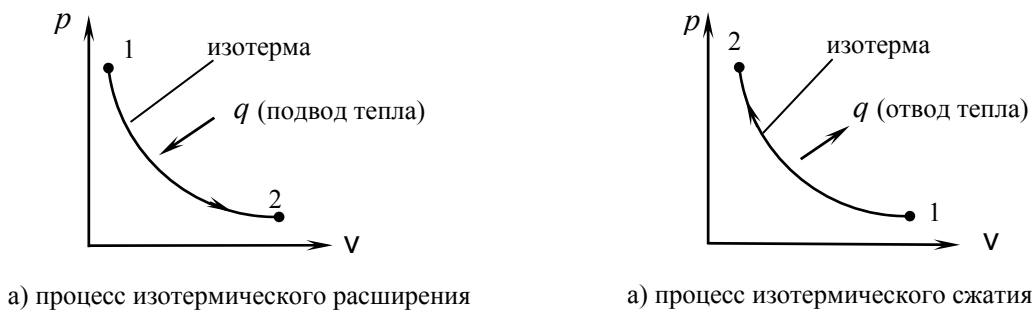 p
1
изотерма
q (подвод тепла)
2
v
а) процесс изотермического расширения
p
2
изотерма
q (отвод тепла)
1
v
а) процесс изотермического сжатия